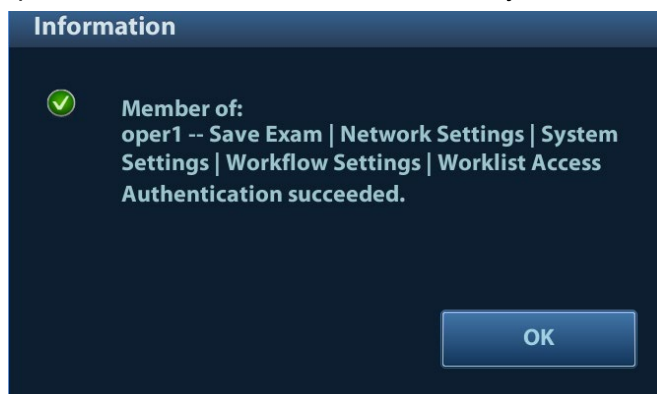 Information
Member of:
oper1 -- Save Exam | Network Settings | System
Settings | Workflow Settings | Worklist Access
Authentication succeeded.
OK